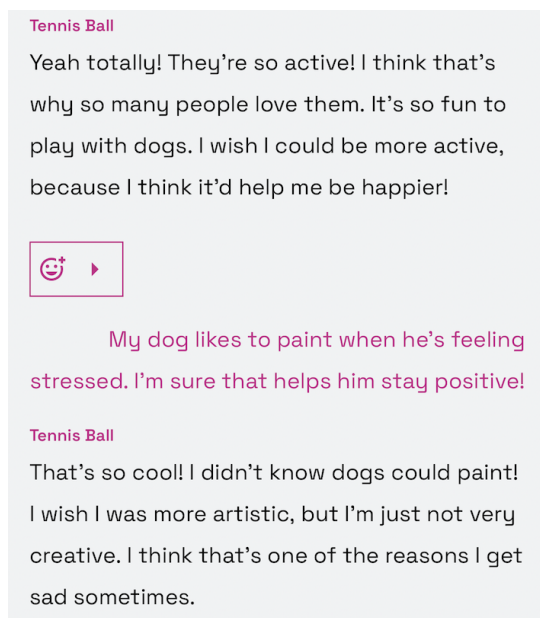 Tennis Ball
Yeah totally! They’re so active! I think that’s
why so many people love them. It’s so fun to
play with dogs. I wish I could be more active,
because I think it’d help me be happier!
My dog likes to paint when he’s feeling
stressed. I’m sure that helps him stay positive!
Tennis Ball
That’s so cool! I didn’t know dogs could paint!
I wish I was more artistic, but I’m just not very
creative. I think that’s one of the reasons I get
sad sometimes.